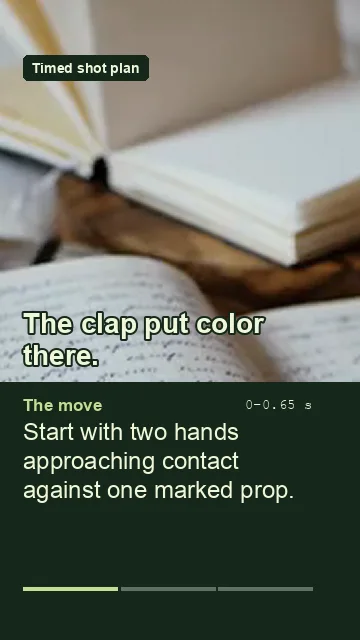 Timed shot plan
The clap put color
there.
The move
0–0.65 s
Start with two hands
approaching contact
against one marked prop.